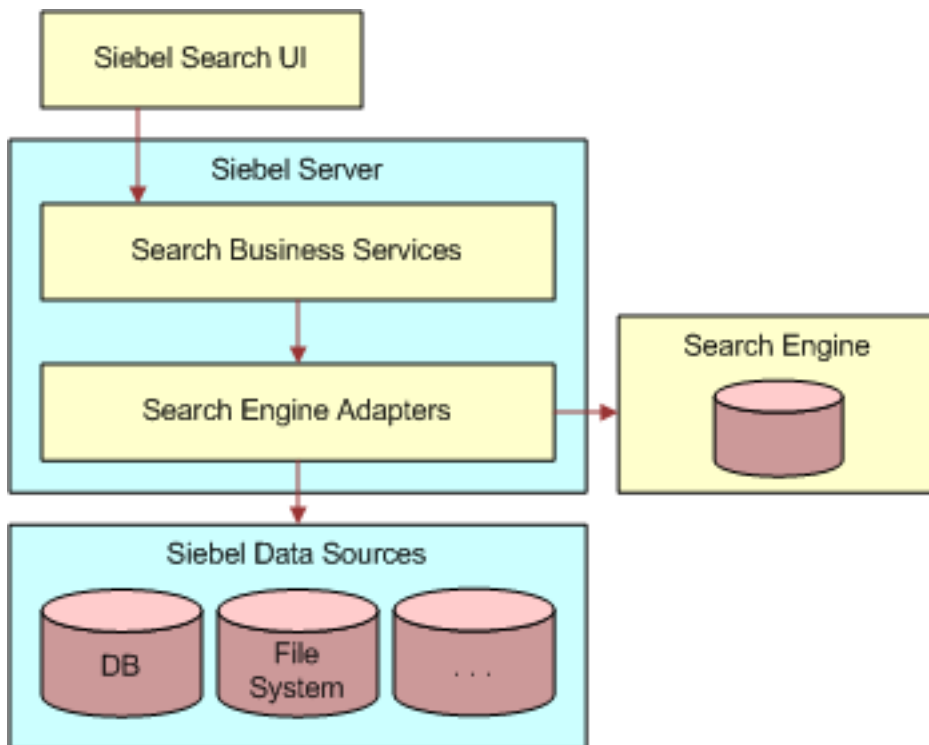 Siebel Search UI
Siebel Server
Search Business Services
Search Engine
Search Engine Adapters
Siebel Data Sources
DB
File
System
. . .